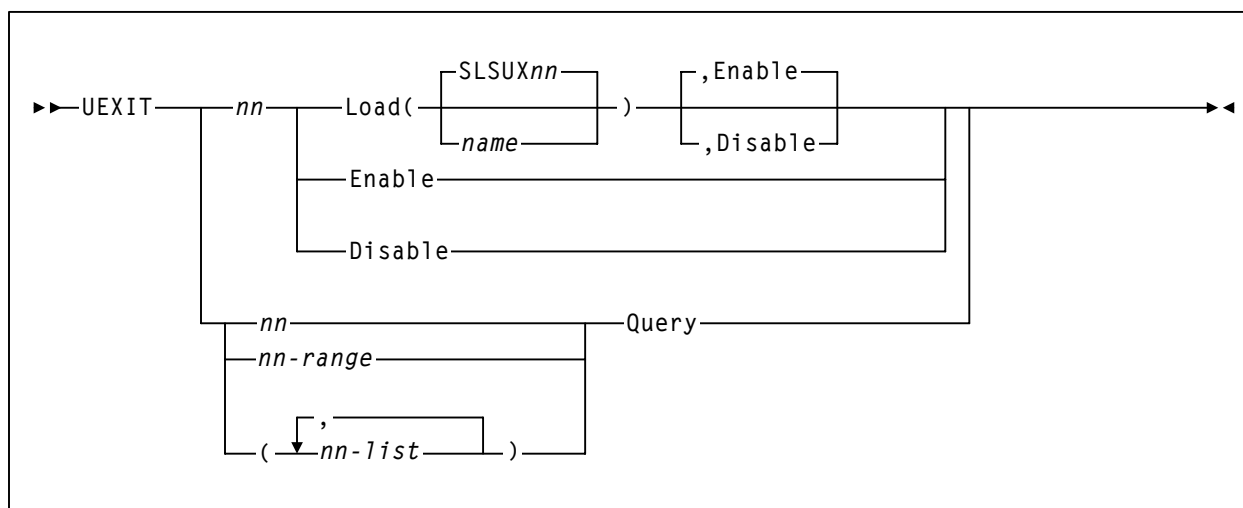 SLSUXnn ,Enable
UEXIT nn Load( name ) ,Disable
Enable
Disable
nn Query
nn-range
,
( nn-list )